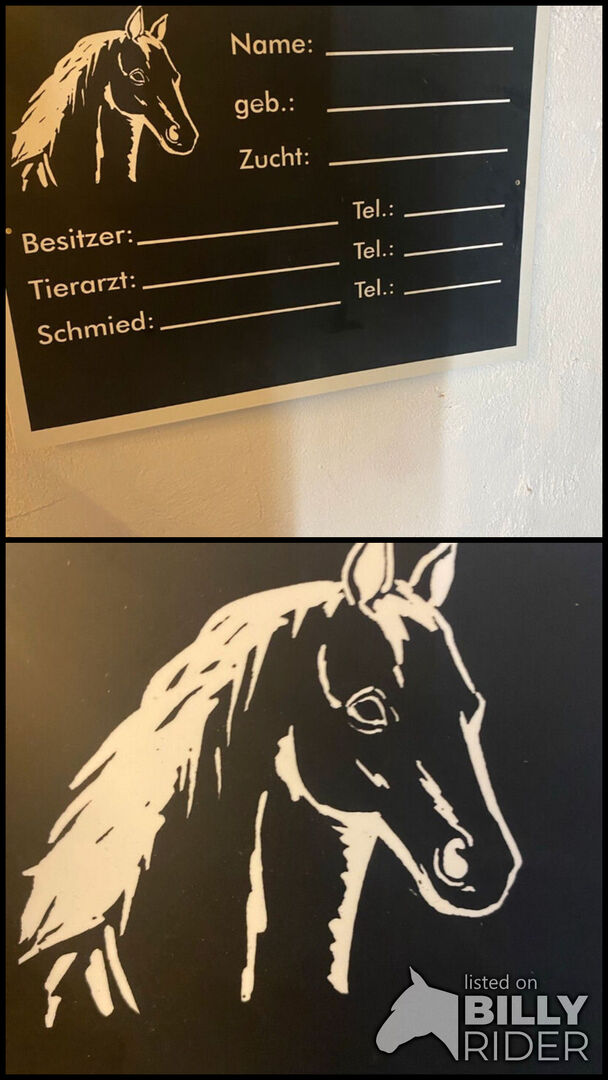 Name:
geb.:
Zucht:
Besitzer: Tel.:
Tierarzt: Tel.:
Schmied: Tel.:
listed on
BILLY
RIDER